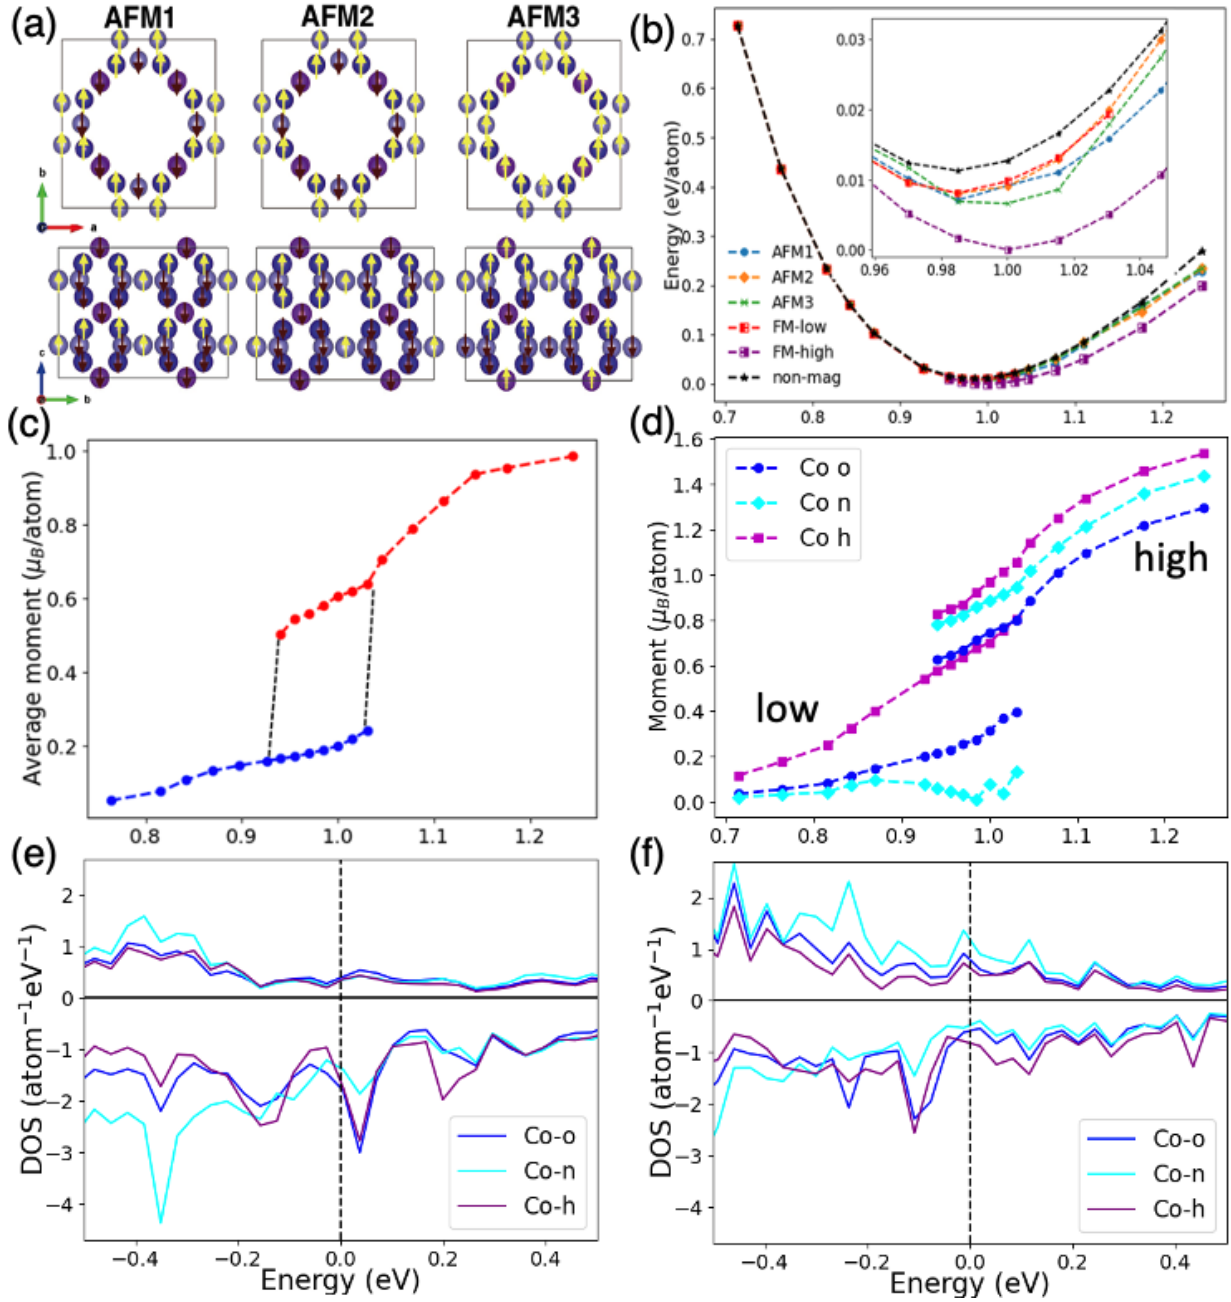 (a)
AFM1
AFM2
AFM3
b
a
c
b
(b)
Energy (eV/atom)
0.7
0.6
0.5
0.4
0.3
0.2
0.1
0.0
0.03
0.02
0.01
0.00
0.96 0.98 1.00 1.02 1.04
AFM1
AFM2
AFM3
FM-low
FM-high
non-mag
0.7 0.8 0.9 1.0 1.1 1.2
(c)
Average moment (μB/atom)
1.0
0.8
0.6
0.4
0.2
0.8 0.9 1.0 1.1 1.2
(d)
Moment (μB/atom)
1.6
1.4
1.2
1.0
0.8
0.6
0.4
0.2
0.0
Co o
Co n
Co h
high
low
0.7 0.8 0.9 1.0 1.1 1.2
(e)
DOS (atom⁻¹eV⁻¹)
2
1
0
−1
−2
−3
−4
Co-o
Co-n
Co-h
−0.4 −0.2 0.0 0.2 0.4
Energy (eV)
(f)
DOS (atom⁻¹eV⁻¹)
2
1
0
−1
−2
−3
−4
Co-o
Co-n
Co-h
−0.4 −0.2 0.0 0.2 0.4
Energy (eV)